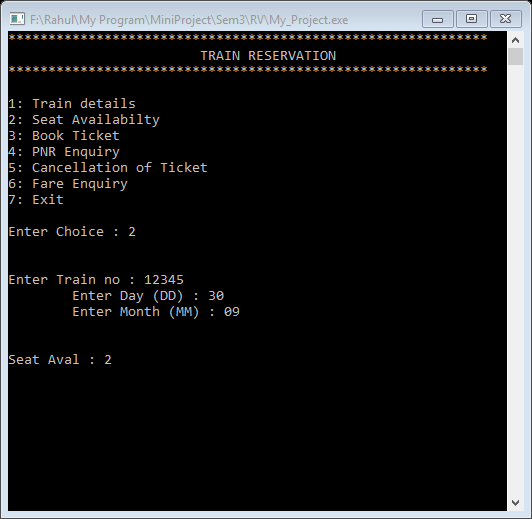 F:\Rahul\My Program\MiniProject\Sem3\RV\My_Project.exe
************************************************************
TRAIN RESERVATION
************************************************************
1: Train details
2: Seat Availabilty
3: Book Ticket
4: PNR Enquiry
5: Cancellation of Ticket
6: Fare Enquiry
7: Exit
Enter Choice : 2
Enter Train no : 12345
Enter Day (DD) : 30
Enter Month (MM) : 09
Seat Aval : 2